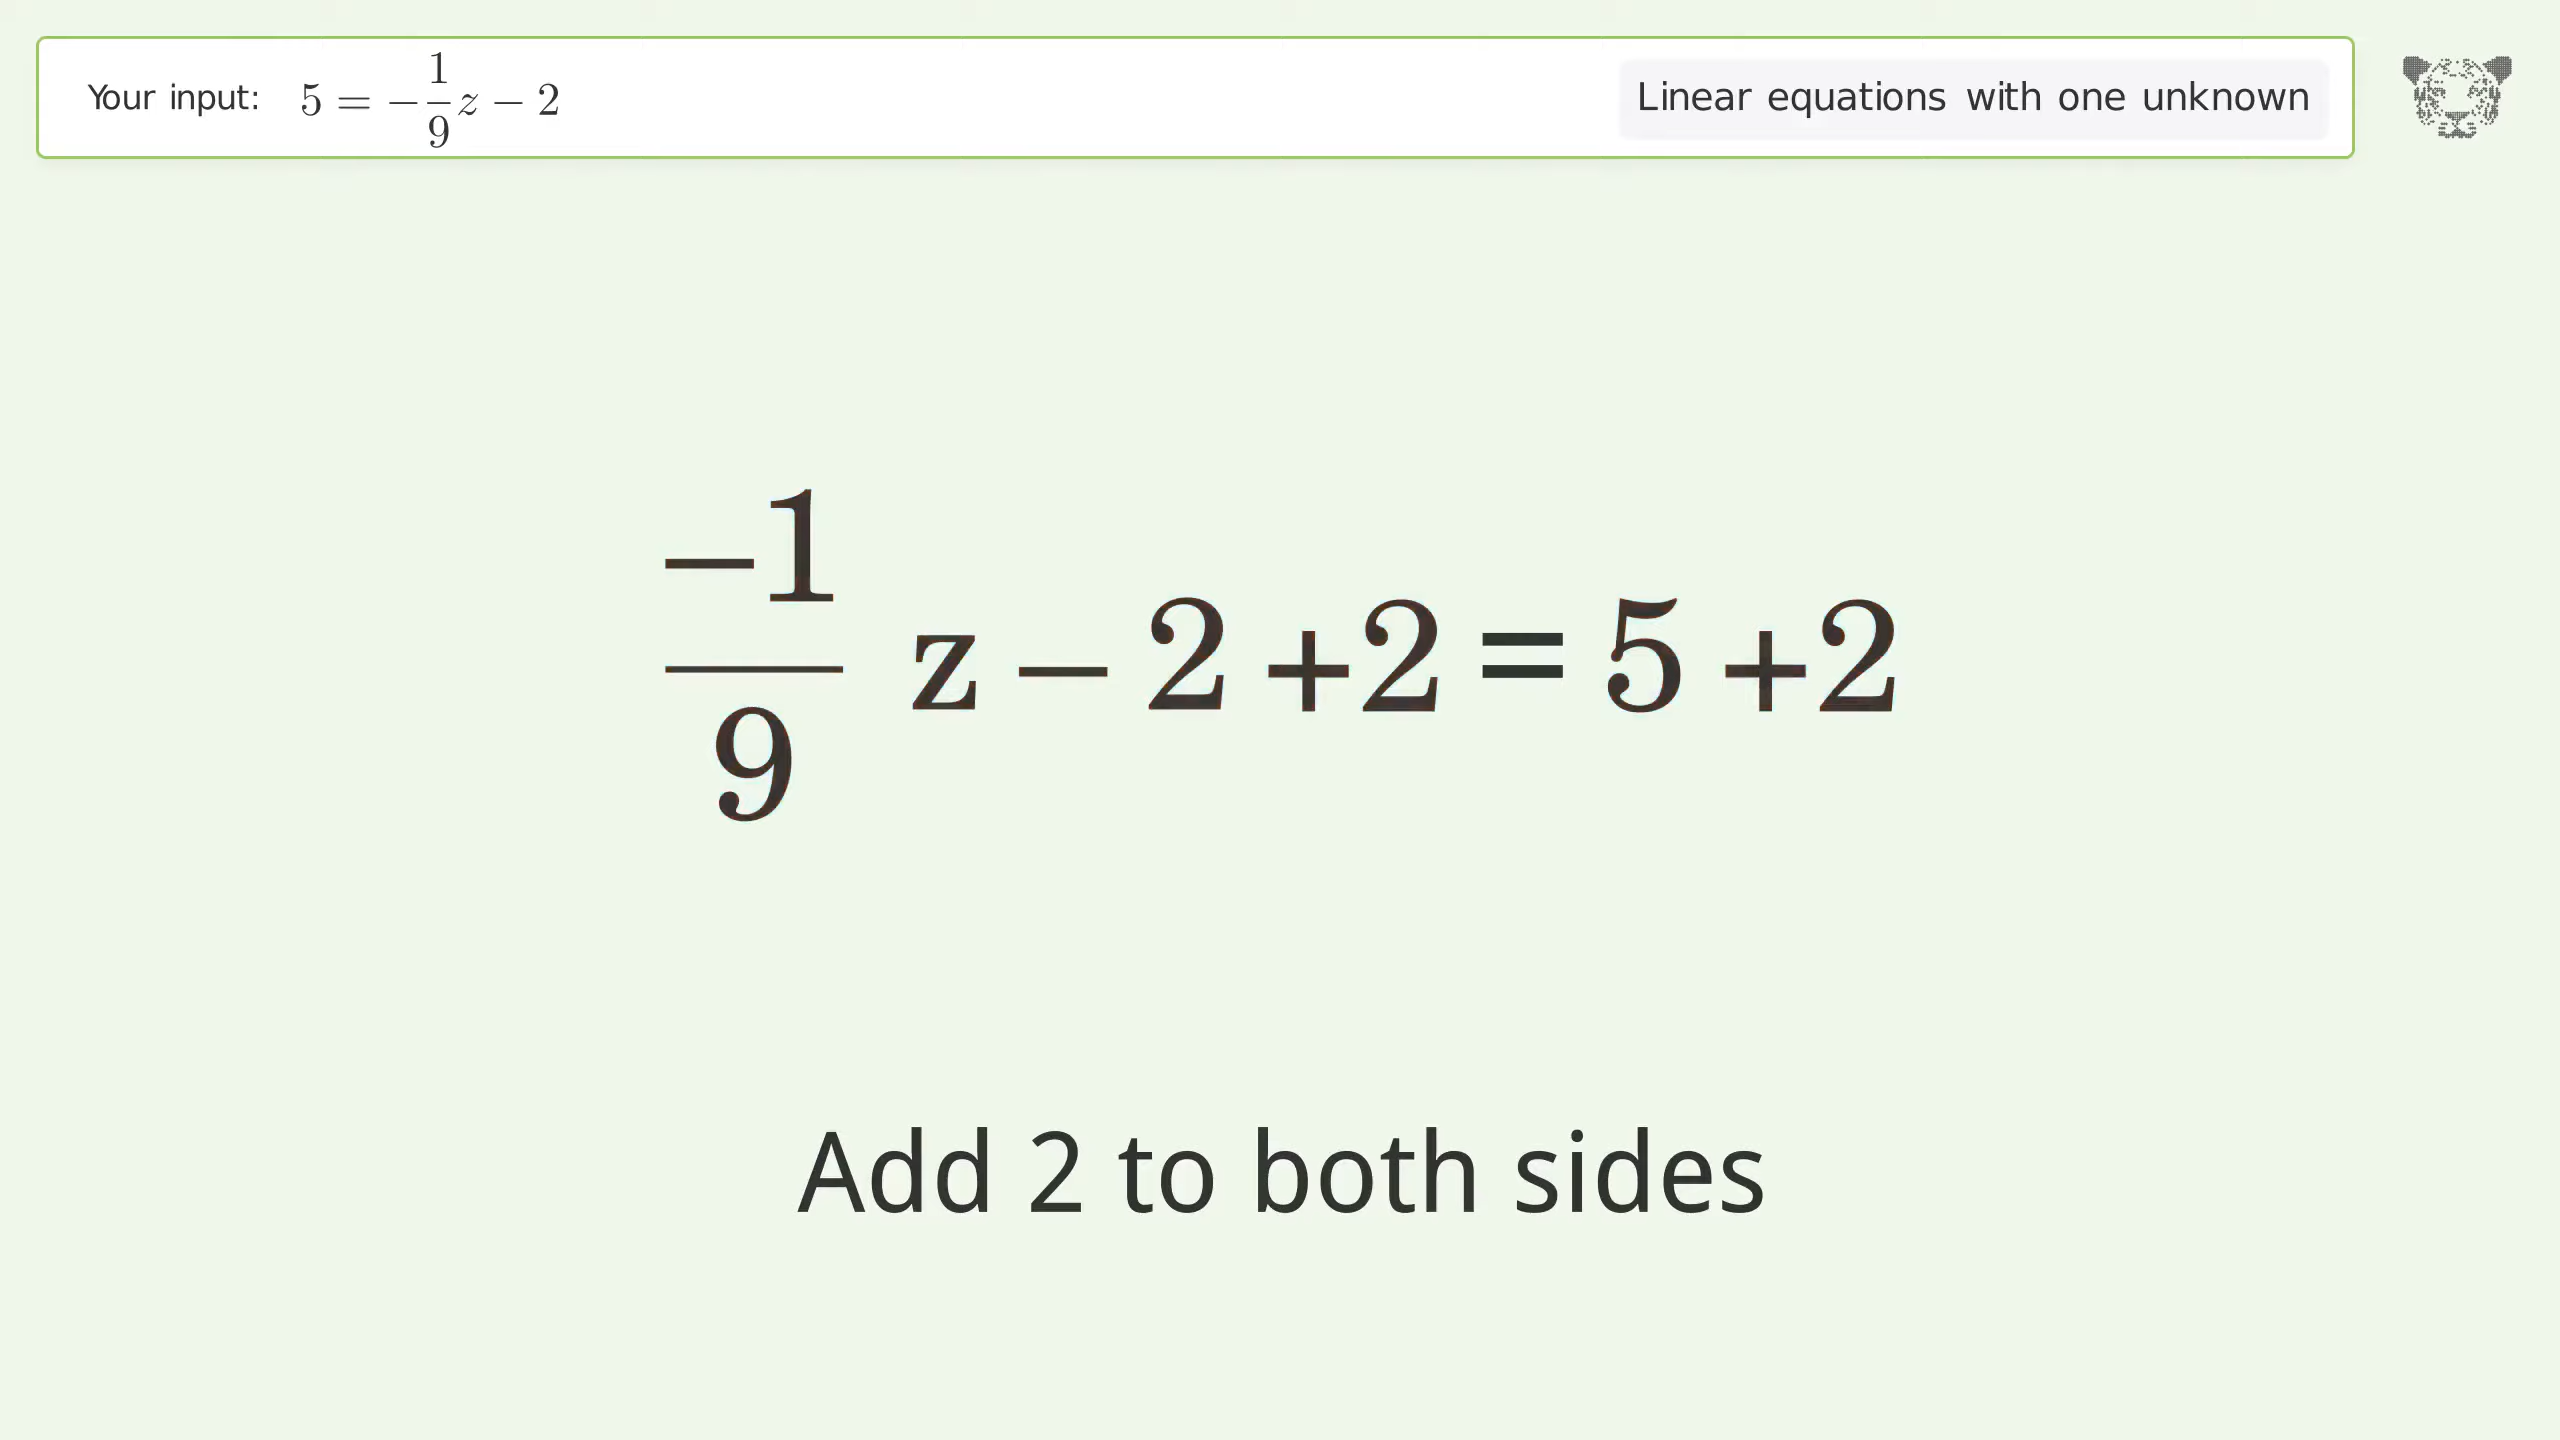 Your input: 5 = −1/9 z − 2
Linear equations with one unknown
−1/9 z − 2 +2 = 5 +2
Add 2 to both sides